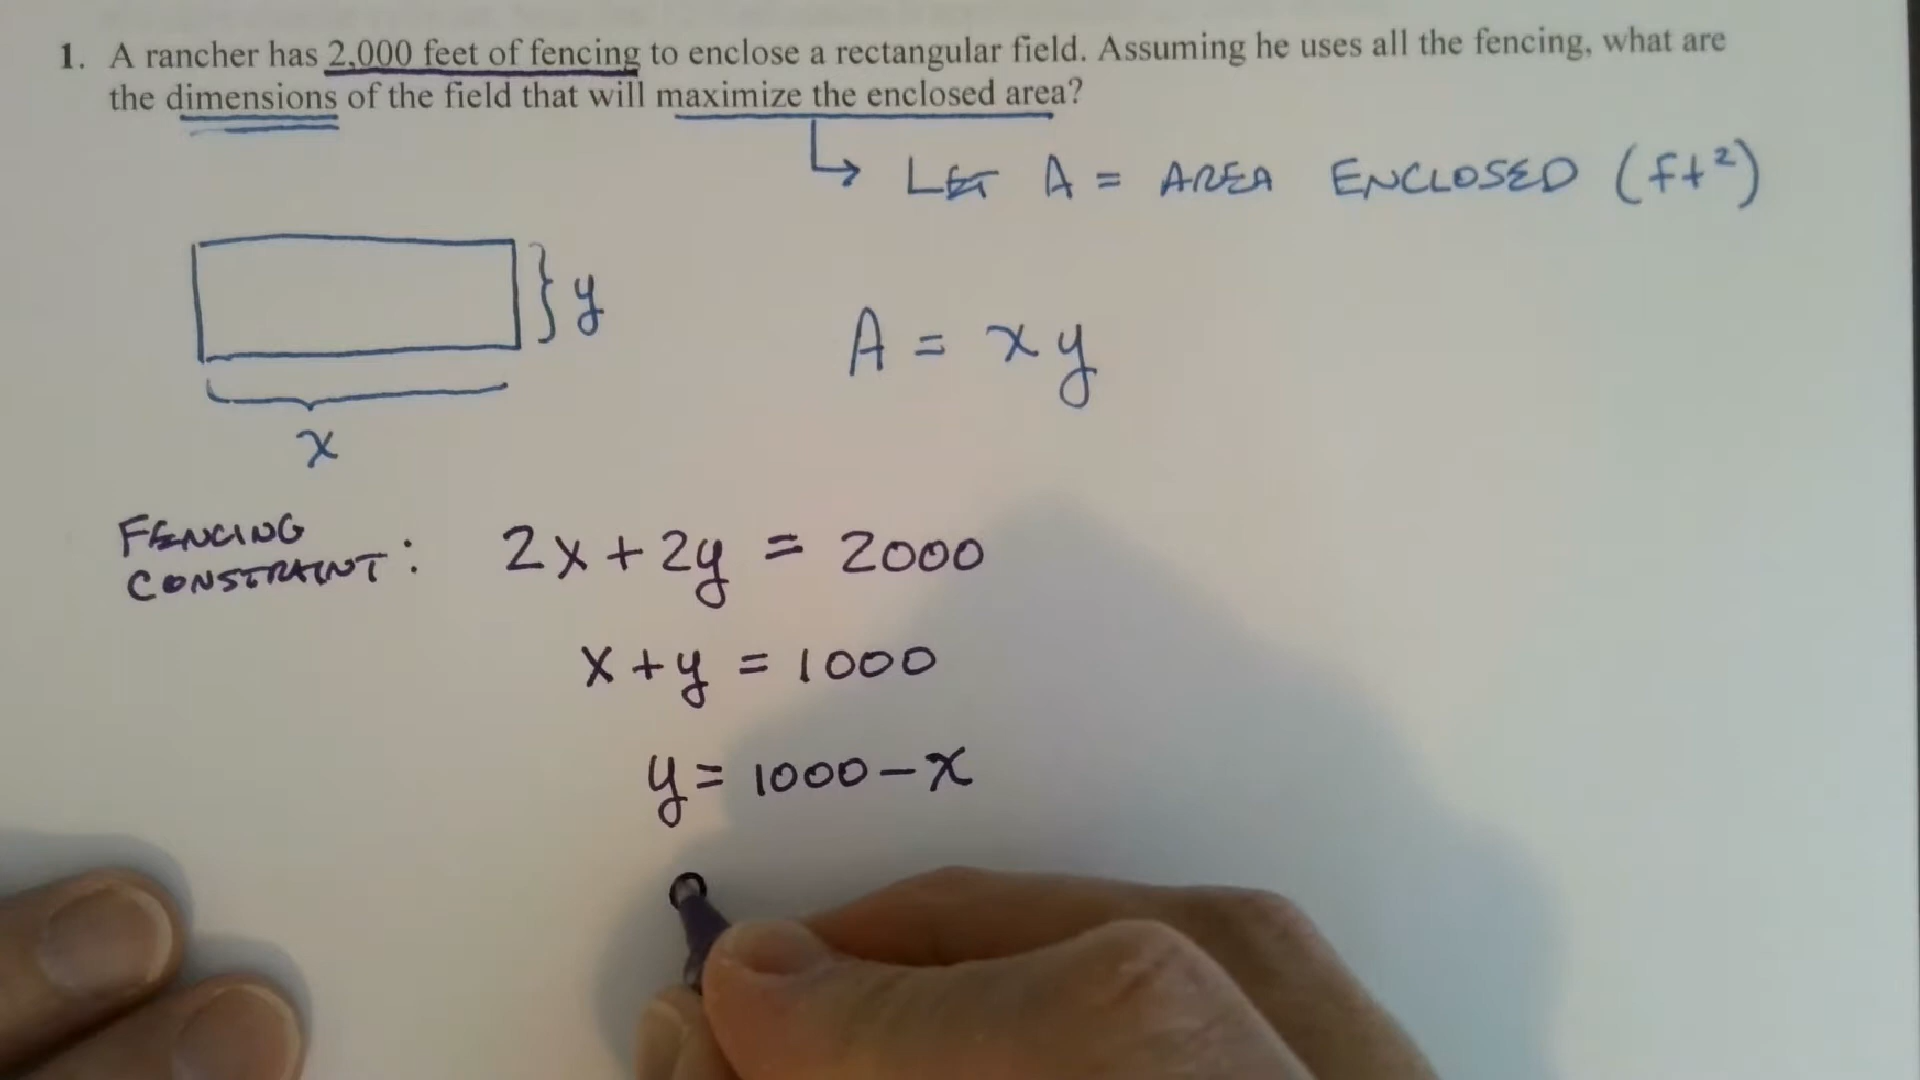 1. A rancher has 2,000 feet of fencing to enclose a rectangular field. Assuming he uses all the fencing, what are
the dimensions of the field that will maximize the enclosed area?
LET A = AREA ENCLOSED (ft²)
y
A = xy
x
FENCING
CONSTRAINT:
2x + 2y = 2000
x + y = 1000
y = 1000 - x